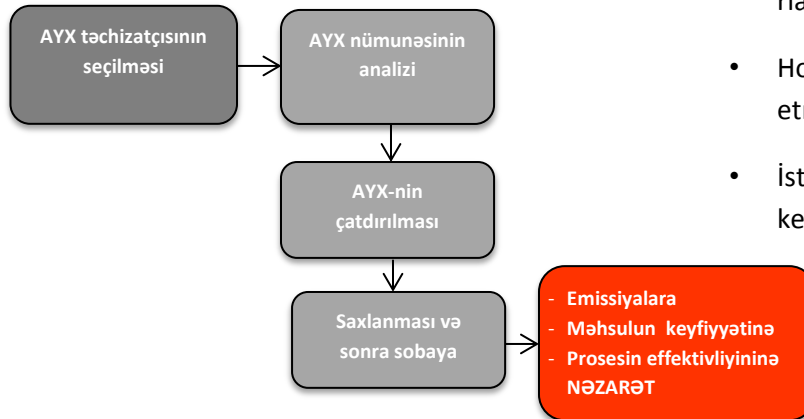 AYX təchizatçısının
seçilməsi
AYX nümunəsinin
analizi
AYX-nin
çatdırılması
Saxlanması və
sonra sobaya
- Emissiyalara
- Məhsulun keyfiyyətinə
- Prosesin effektivliyininə
NƏZARƏT
•
•